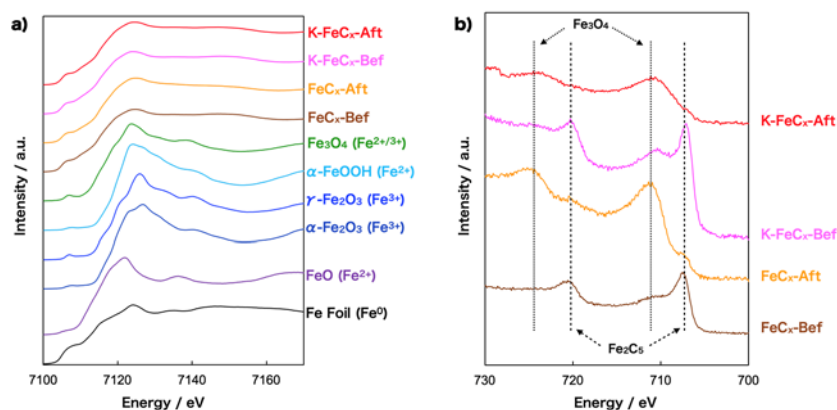 a)
Intensity / a.u.
K-FeCₓ-Aft
K-FeCₓ-Bef
FeCₓ-Aft
FeCₓ-Bef
Fe₃O₄ (Fe²⁺/³⁺)
α-FeOOH (Fe²⁺)
γ-Fe₂O₃ (Fe³⁺)
α-Fe₂O₃ (Fe³⁺)
FeO (Fe²⁺)
Fe Foil (Fe⁰)
7100 7120 7140 7160
Energy / eV
b)
Intensity / a.u.
Fe₃O₄
K-FeCₓ-Aft
K-FeCₓ-Bef
FeCₓ-Aft
FeCₓ-Bef
Fe₂C₅
730 720 710 700
Energy / eV